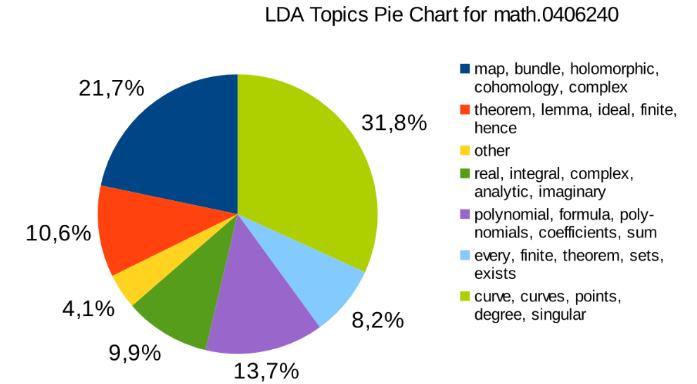 LDA Topics Pie Chart for math.0406240
21,7%
31,8%
10,6%
4,1%
9,9%
13,7%
8,2%
map, bundle, holomorphic,
cohomology, complex
theorem, lemma, ideal, finite,
hence
other
real, integral, complex,
analytic, imaginary
polynomial, formula, poly-
nomials, coefficients, sum
every, finite, theorem, sets,
exists
curve, curves, points,
degree, singular